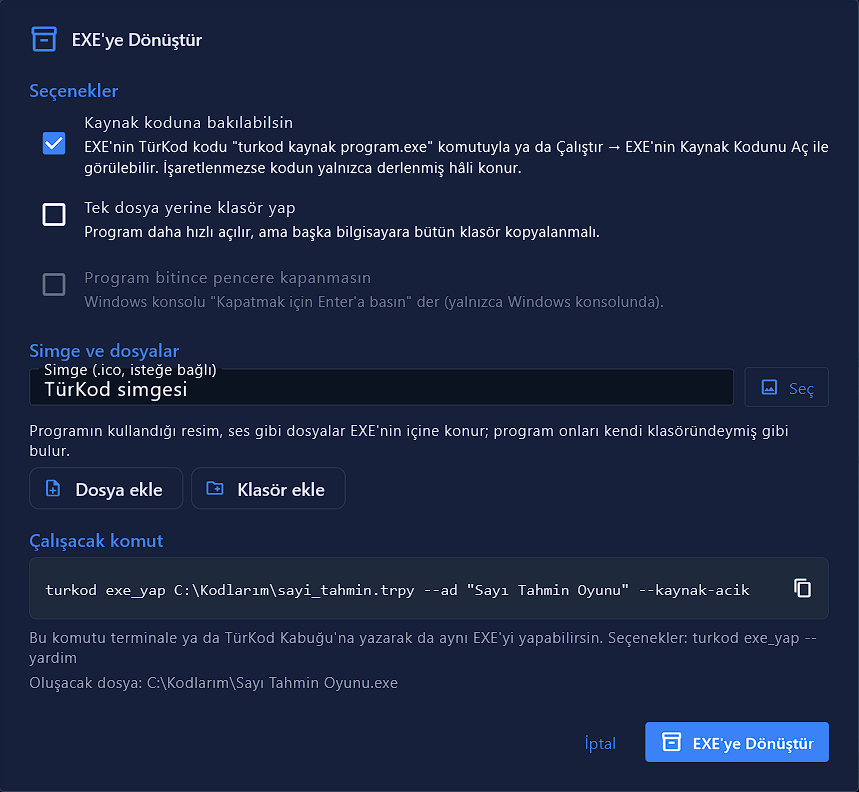 EXE'ye Dönüştür
Seçenekler
Kaynak koduna bakılabilsin
EXE'nin TürKod kodu "turkod kaynak program.exe" komutuyla ya da Çalıştır → EXE'nin Kaynak Kodunu Aç ile
görülebilir. İşaretlenmezse kodun yalnızca derlenmiş hâli konur.
Tek dosya yerine klasör yap
Program daha hızlı açılır, ama başka bilgisayara bütün klasör kopyalanmalı.
Program bitince pencere kapanmasın
Windows konsolu "Kapatmak için Enter'a basın" der (yalnızca Windows konsolunda).
Simge ve dosyalar
Simge (.ico, isteğe bağlı)
TürKod simgesi
Seç
Programın kullandığı resim, ses gibi dosyalar EXE'nin içine konur; program onları kendi klasöründeymiş gibi
bulur.
Dosya ekle
Klasör ekle
Çalışacak komut
turkod exe_yap C:\Kodlarım\sayi_tahmin.trpy --ad "Sayı Tahmin Oyunu" --kaynak-acik
Bu komutu terminale ya da TürKod Kabuğu'na yazarak da aynı EXE'yi yapabilirsin. Seçenekler: turkod exe_yap --
yardim
Oluşacak dosya: C:\Kodlarım\Sayı Tahmin Oyunu.exe
İptal
EXE'ye Dönüştür